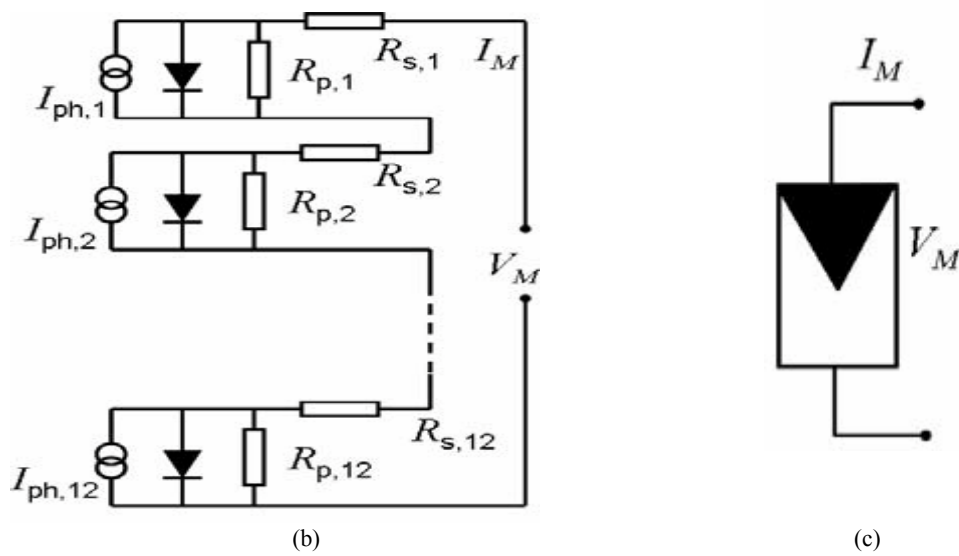 R_s,1
I_M
R_p,1
I_ph,1
R_s,2
R_p,2
I_ph,2
V_M
R_s,12
R_p,12
I_ph,12
(b)
I_M
V_M
(c)